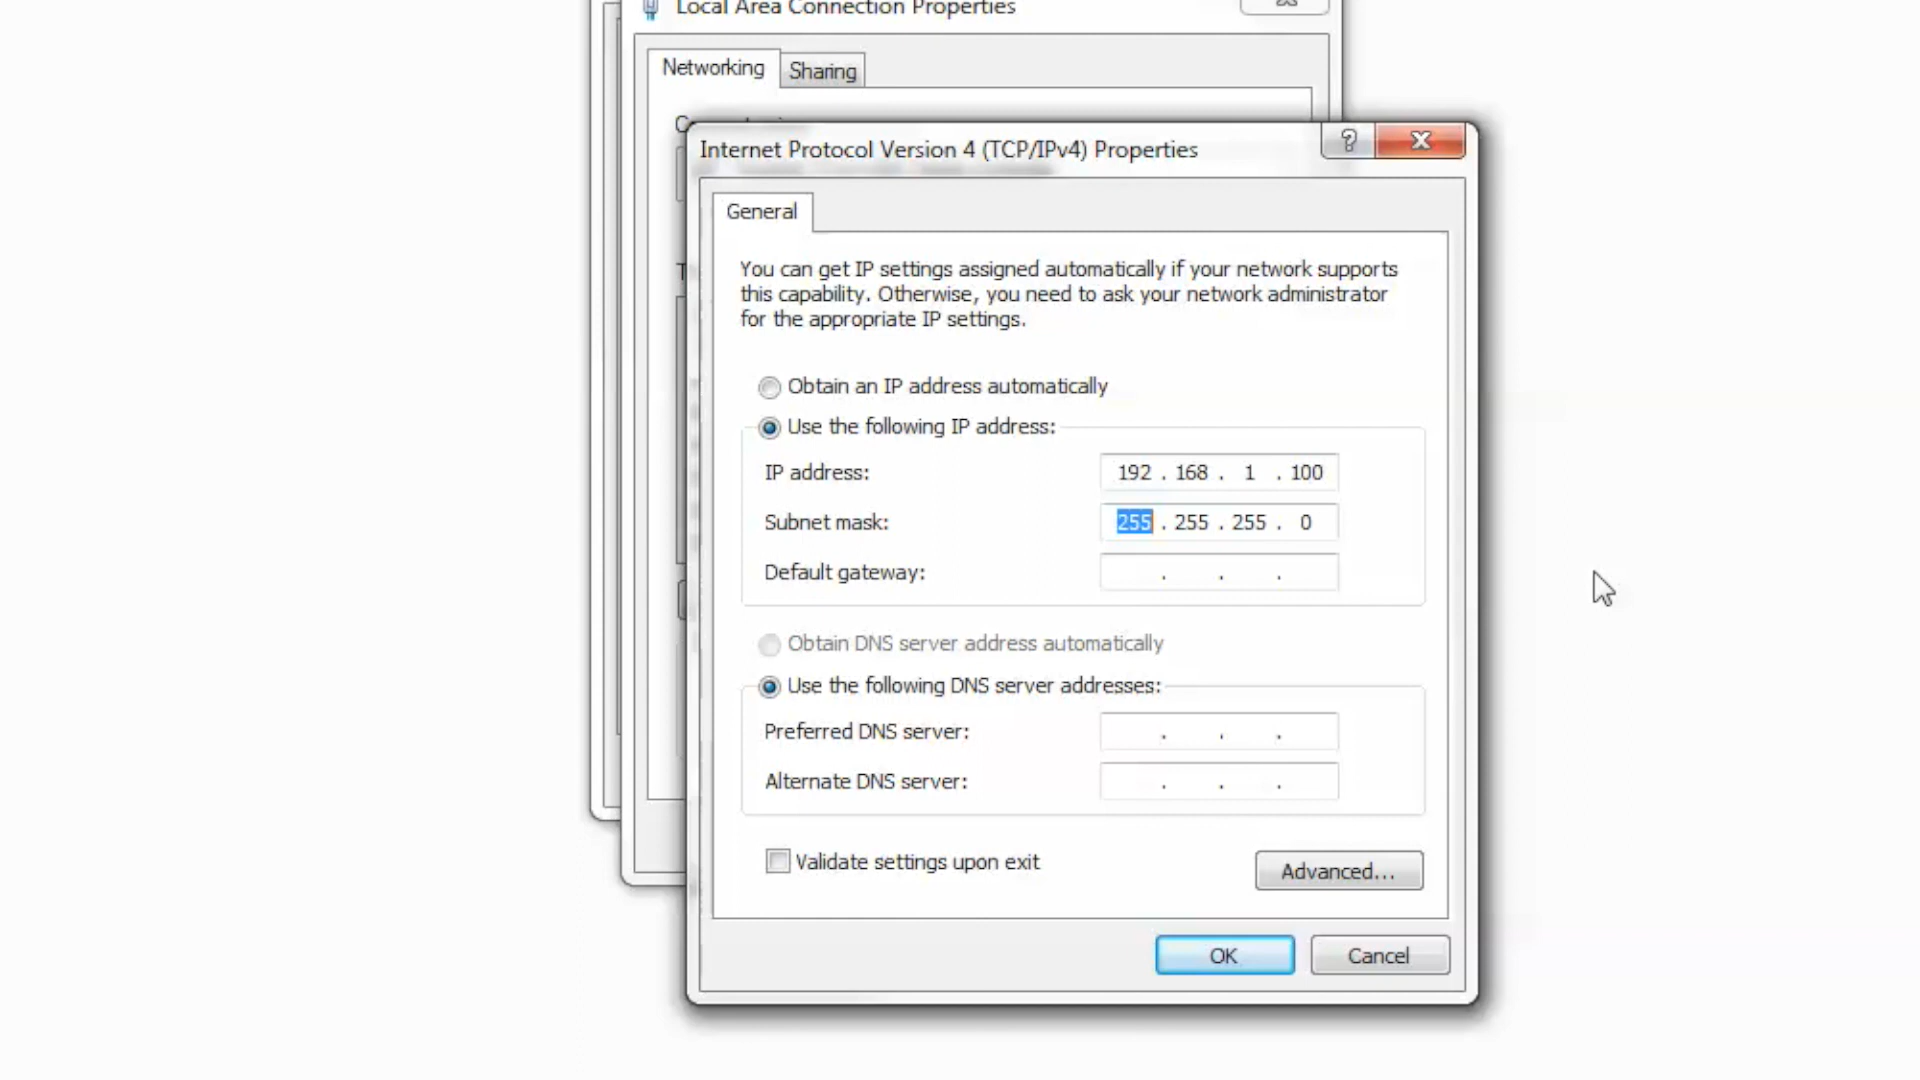 Local Area Connection Properties
Networking
Sharing
Internet Protocol Version 4 (TCP/IPv4) Properties
General
You can get IP settings assigned automatically if your network supports
this capability. Otherwise, you need to ask your network administrator
for the appropriate IP settings.
Obtain an IP address automatically
Use the following IP address:
IP address: 192 . 168 . 1 . 100
Subnet mask: 255 . 255 . 255 . 0
Default gateway: . . .
Obtain DNS server address automatically
Use the following DNS server addresses:
Preferred DNS server: . . .
Alternate DNS server: . . .
Validate settings upon exit
Advanced...
OK
Cancel